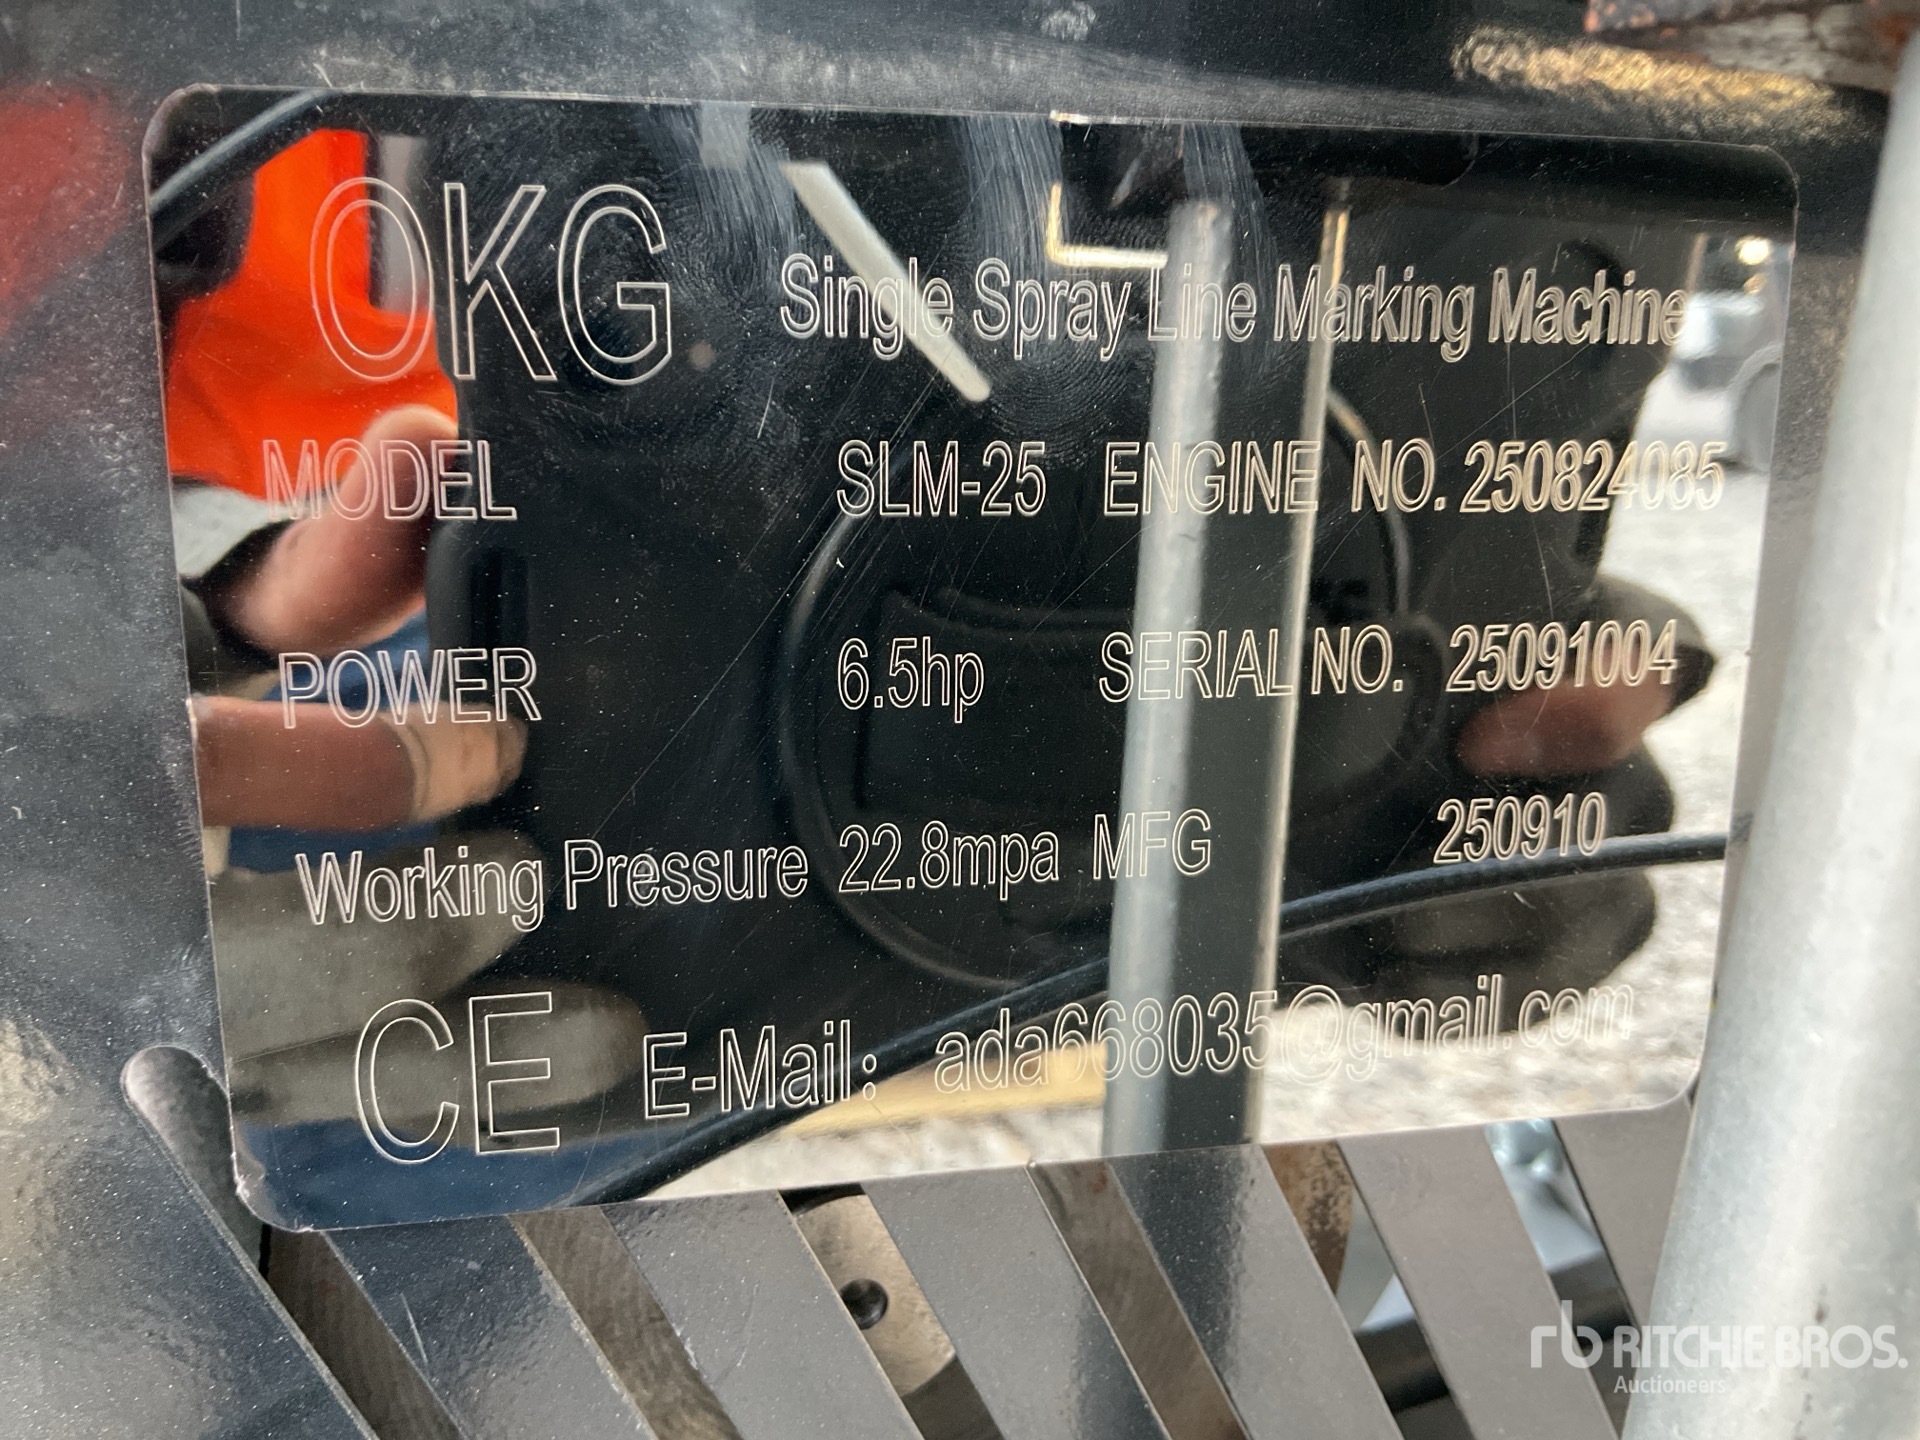 OKG Single Spray Line Marking Machine
MODEL SLM-25 ENGINE NO. 250824085
POWER 6.5hp SERIAL NO. 25091004
Working Pressure 22.8mpa MFG 250910
CE E-Mail: ada668035@gmail.com
rb RITCHIE BROS.
Auctioneers